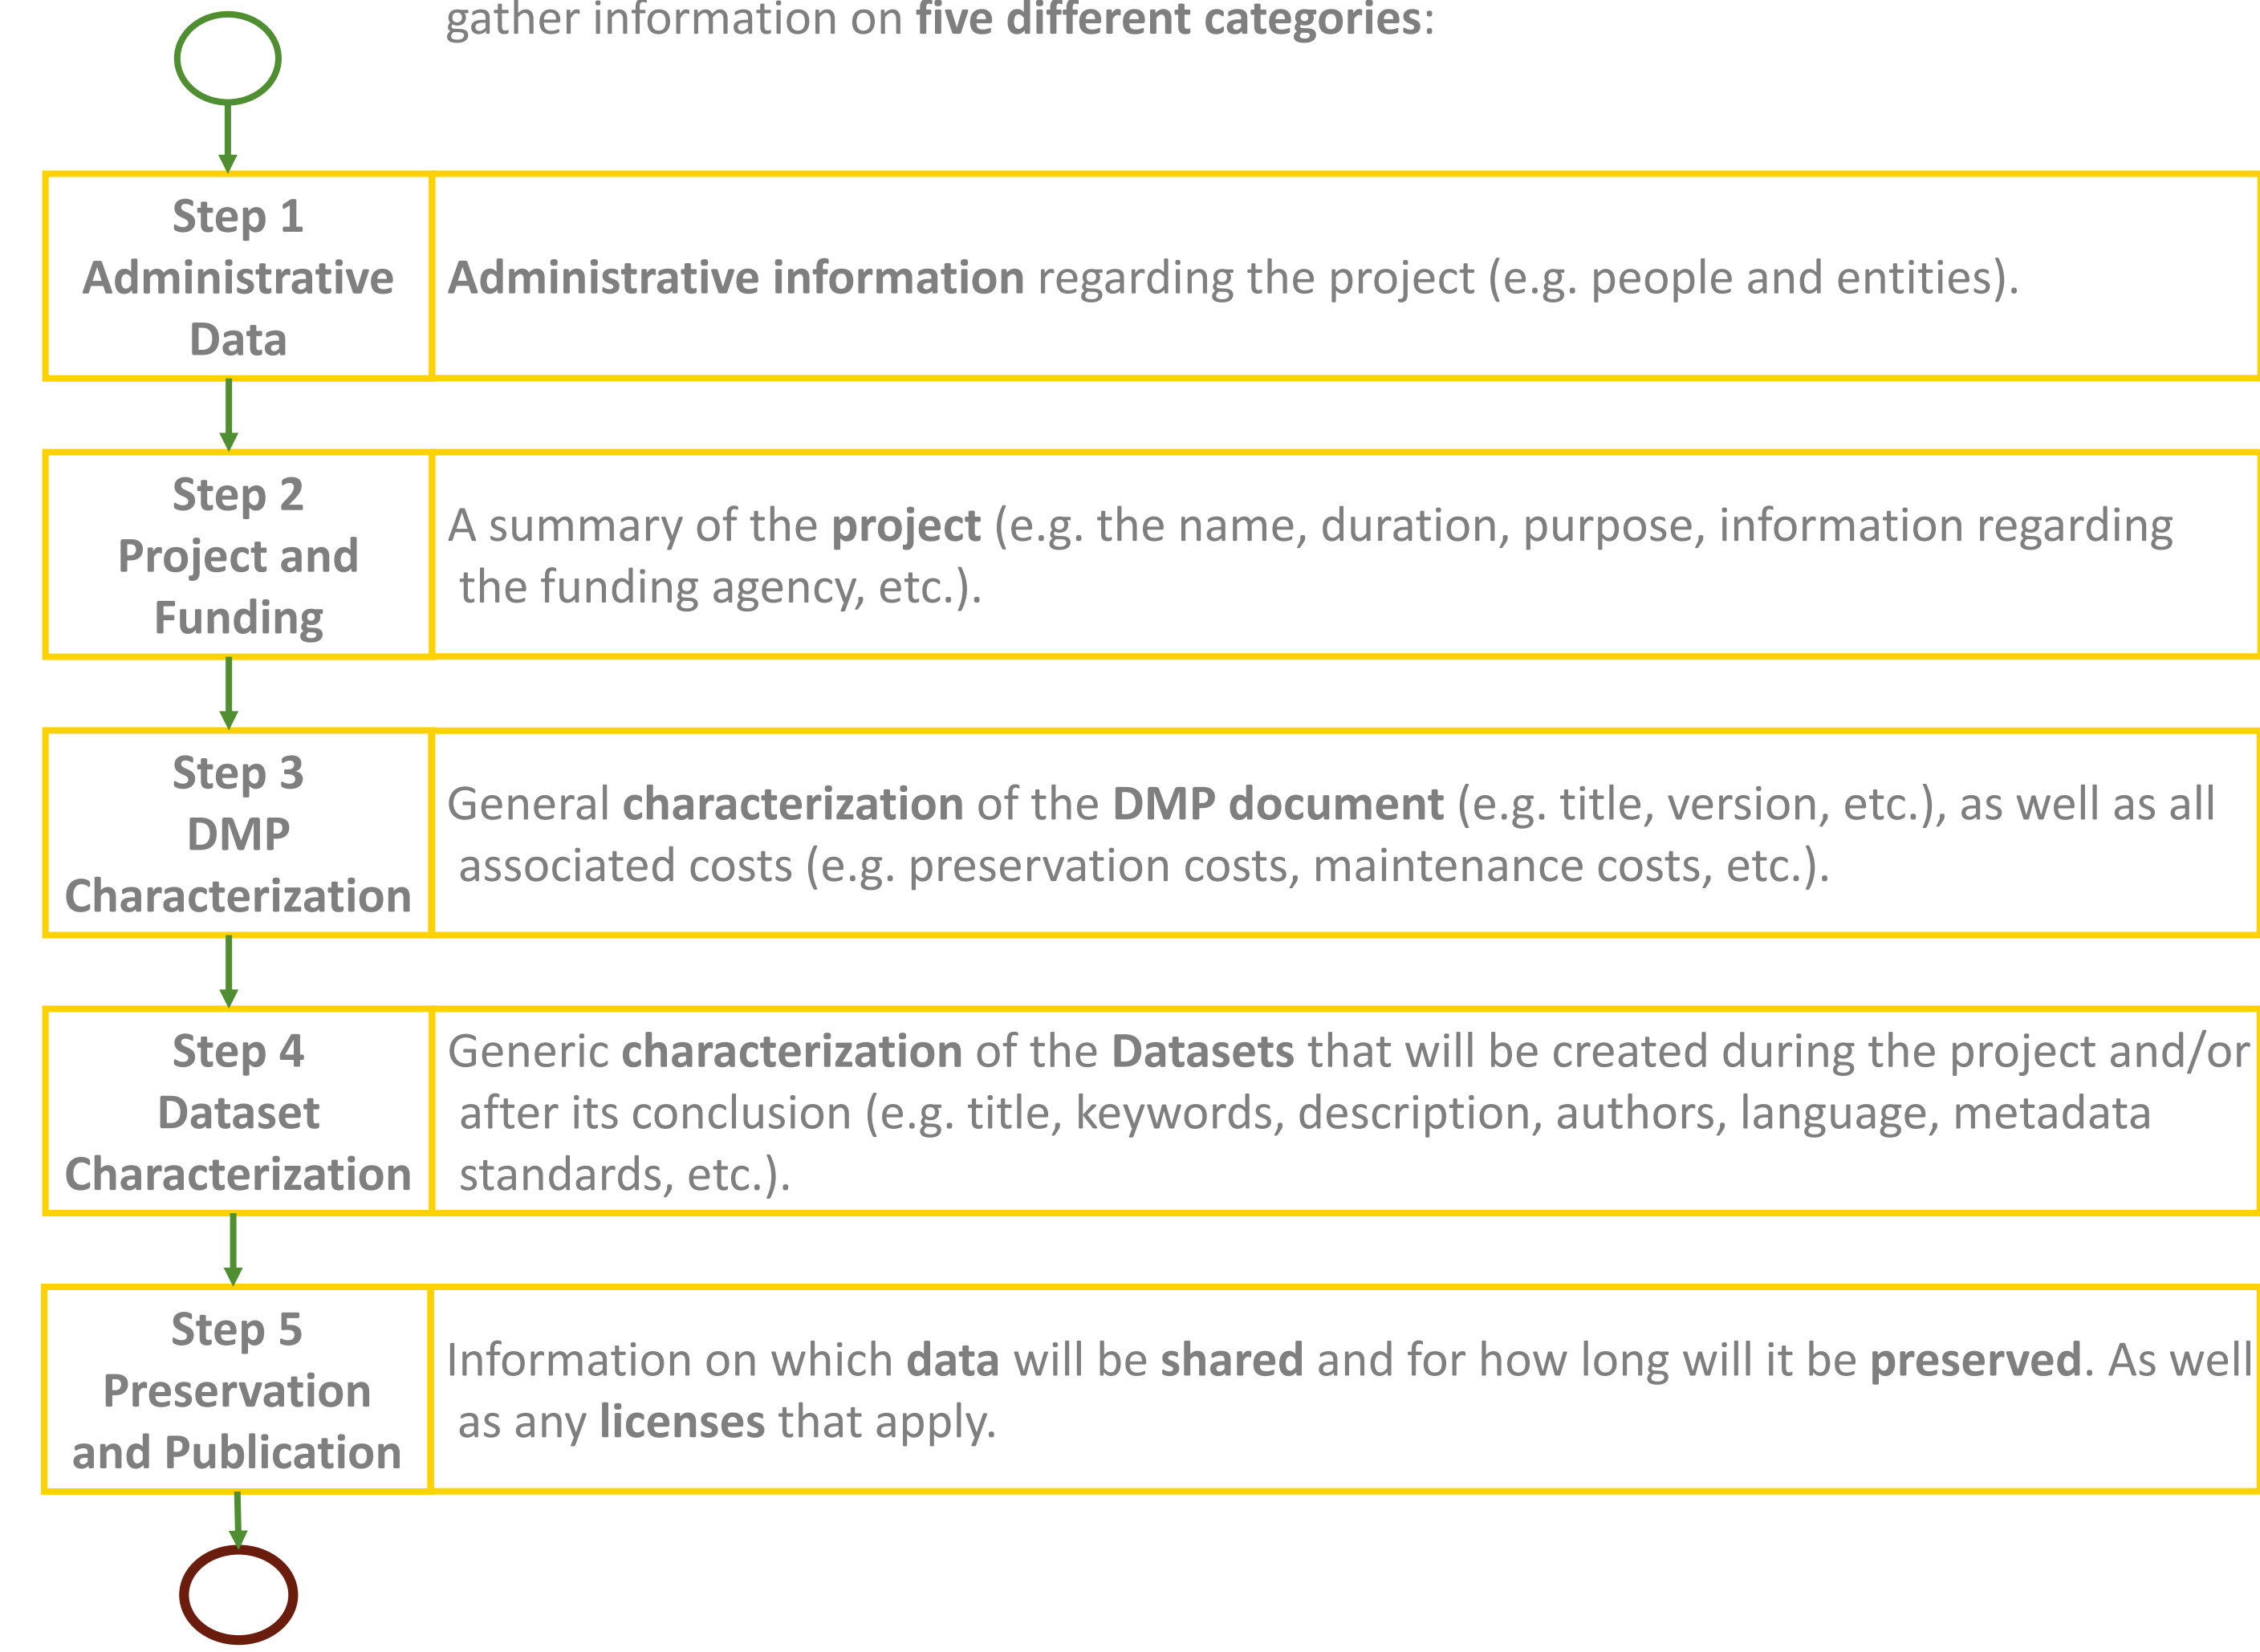 gather information on five different categories:
Step 1
Administrative
Data
Administrative information regarding the project (e.g. people and entities).
Step 2
Project and
Funding
A summary of the project (e.g. the name, duration, purpose, information regarding
the funding agency, etc.).
Step 3
DMP
Characterization
General characterization of the DMP document (e.g. title, version, etc.), as well as all
associated costs (e.g. preservation costs, maintenance costs, etc.).
Step 4
Dataset
Characterization
Generic characterization of the Datasets that will be created during the project and/or
after its conclusion (e.g. title, keywords, description, authors, language, metadata
standards, etc.).
Step 5
Preservation
and Publication
Information on which data will be shared and for how long will it be preserved. As well
as any licenses that apply.